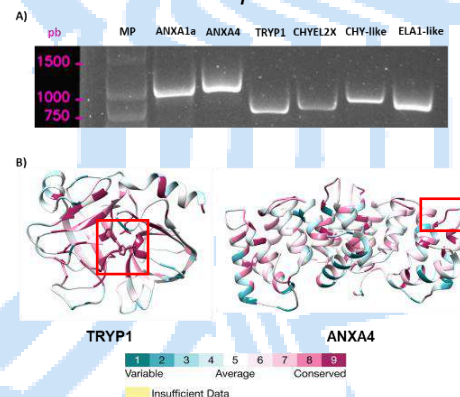 A)
pb MP ANXA1a ANXA4 TRYP1 CHYEL2X CHY-like ELA1-like
1500
1000
750
B)
TRYP1 ANXA4
1 2 3 4 5 6 7 8 9
Variable Average Conserved
Insufficient Data